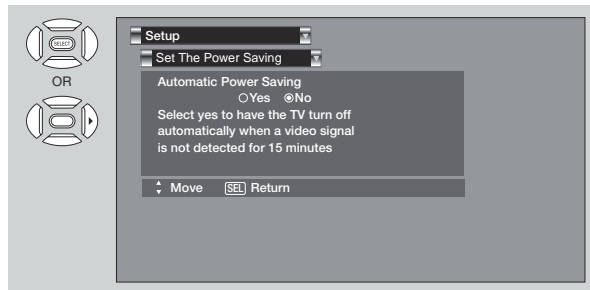 SELECT
OR
Setup
Set The Power Saving
Automatic Power Saving
Yes No
Select yes to have the TV turn off
automatically when a video signal
is not detected for 15 minutes
Move SEL Return